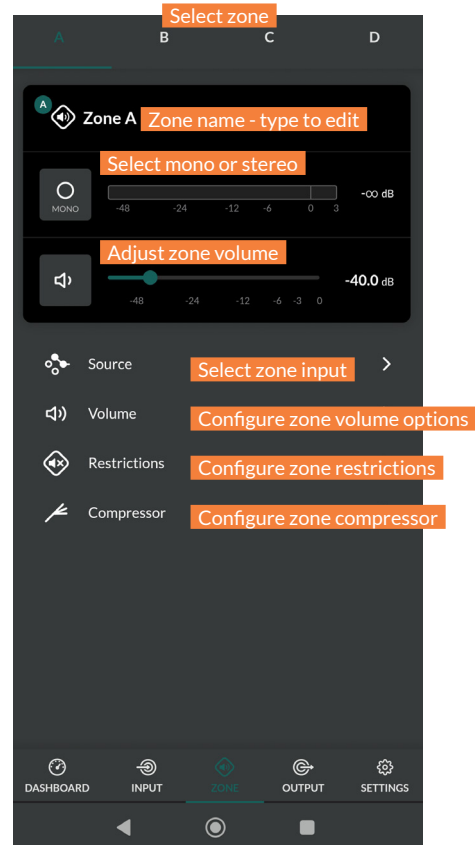 Select zone
A B C D
A
Zone A Zone name - type to edit
Select mono or stereo
MONO -48 -24 -12 -6 0 3 -∞ dB
Adjust zone volume
-48 -24 -12 -6 -3 0 -40.0 dB
Source Select zone input
Volume Configure zone volume options
Restrictions Configure zone restrictions
Compressor Configure zone compressor
DASHBOARD INPUT ZONE OUTPUT SETTINGS